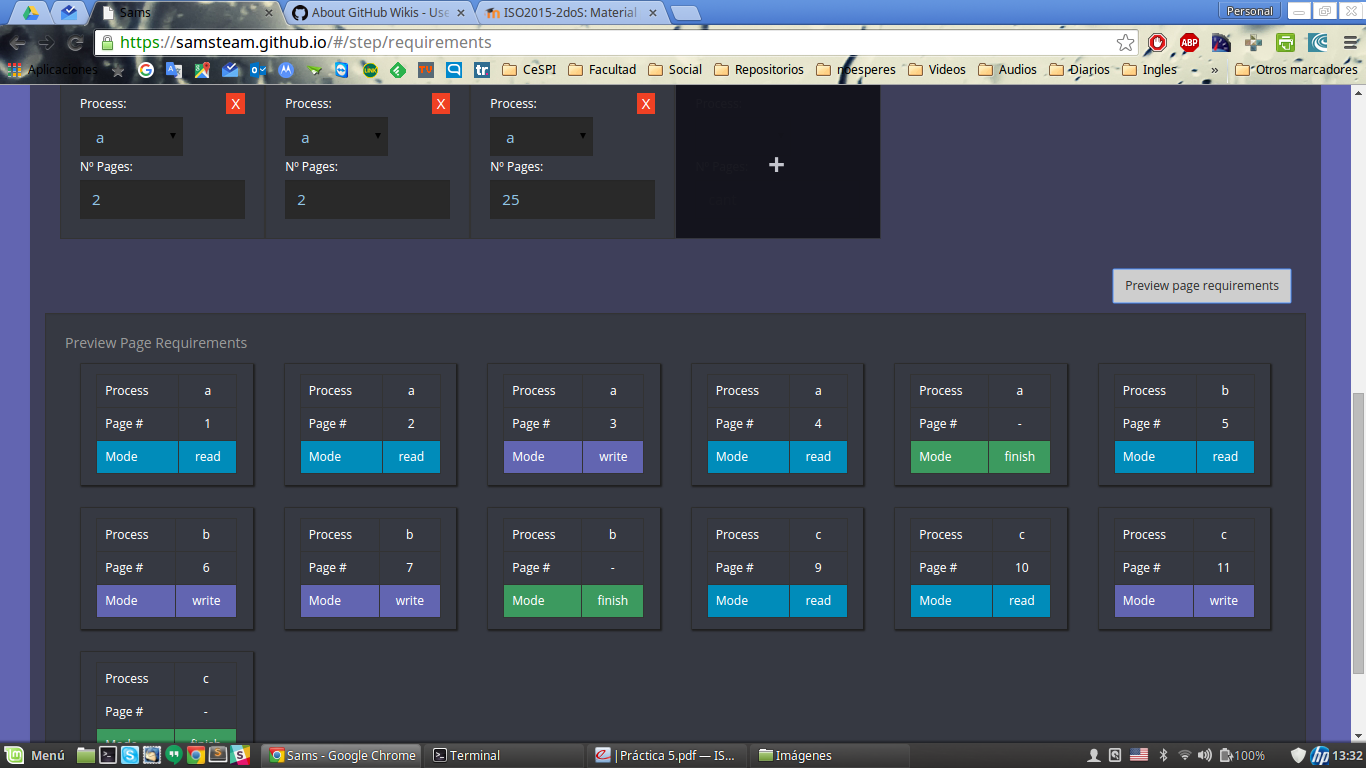 Sams
About GitHub Wikis - Use
ISO2015-2doS: Material
Personal
https://samsteam.github.io/#/step/requirements
ABP
Aplicaciones
CeSPI
Facultad
Social
Repositorios
noesperes
Videos
Audios
Diarios
Ingles
»
Otros marcadores
Process: X Process: X Process: X
a a a
Nº Pages: Nº Pages: Nº Pages:
2 2 25
+
Preview page requirements
Preview Page Requirements
Process a Process a Process a Process a Process a Process b
Page # 1 Page # 2 Page # 3 Page # 4 Page # - Page # 5
Mode read Mode read Mode write Mode read Mode finish Mode read
Process b Process b Process b Process c Process c Process c
Page # 6 Page # 7 Page # - Page # 9 Page # 10 Page # 11
Mode write Mode write Mode finish Mode read Mode read Mode write
Process c
Page # -
Mode finish
Menú
Sams - Google Chrome
Terminal
|Práctica 5.pdf — IS...
Imágenes
100%
13:32